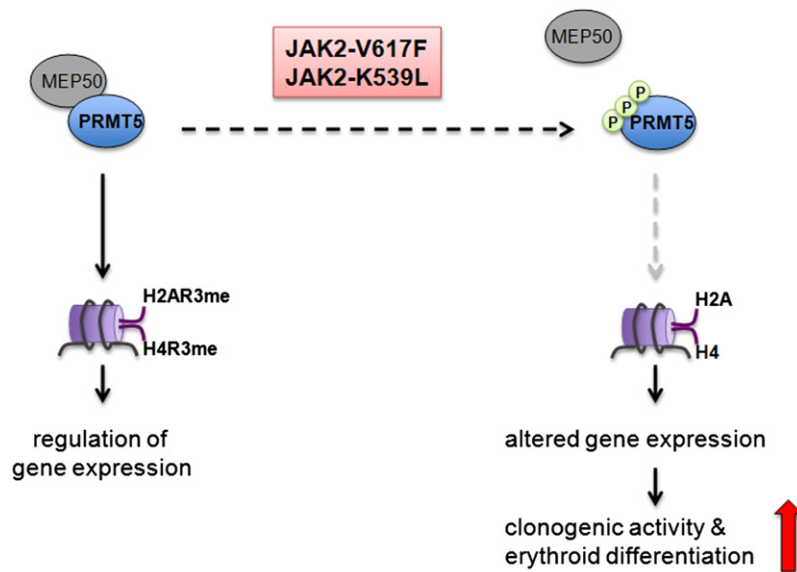 MEP50
PRMT5
JAK2-V617F
JAK2-K539L
MEP50
P
P
P
PRMT5
H2AR3me
H4R3me
regulation of
gene expression
H2A
H4
altered gene expression
clonogenic activity &
erythroid differentiation